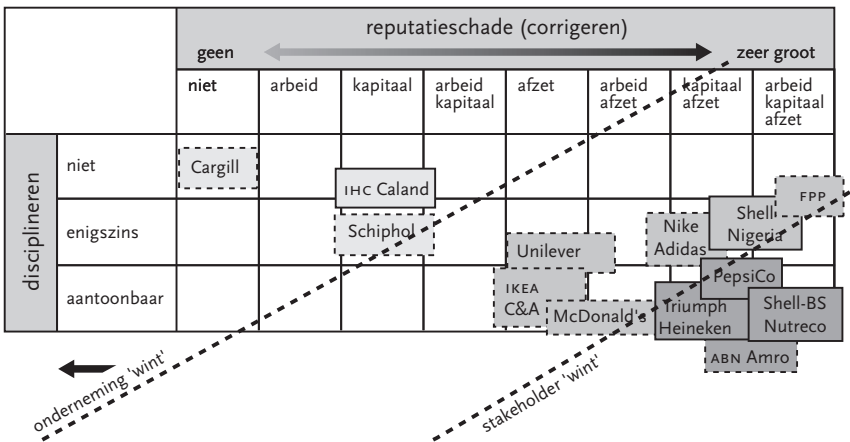 reputatieschade (corrigeren)
geen
zeer groot
niet
arbeid
kapitaal
arbeid
kapitaal
afzet
arbeid
afzet
kapitaal
afzet
arbeid
kapitaal
afzet
disciplineren
niet
Cargill
IHC Caland
FPP
enigszins
Schiphol
Unilever
Nike
Adidas
Shell
Nigeria
aantoonbaar
IKEA
C&A
McDonald's
Triumph
Heineken
PepsiCo
Shell-BS
Nutreco
ABN Amro
onderneming 'wint'
stakeholder 'wint'